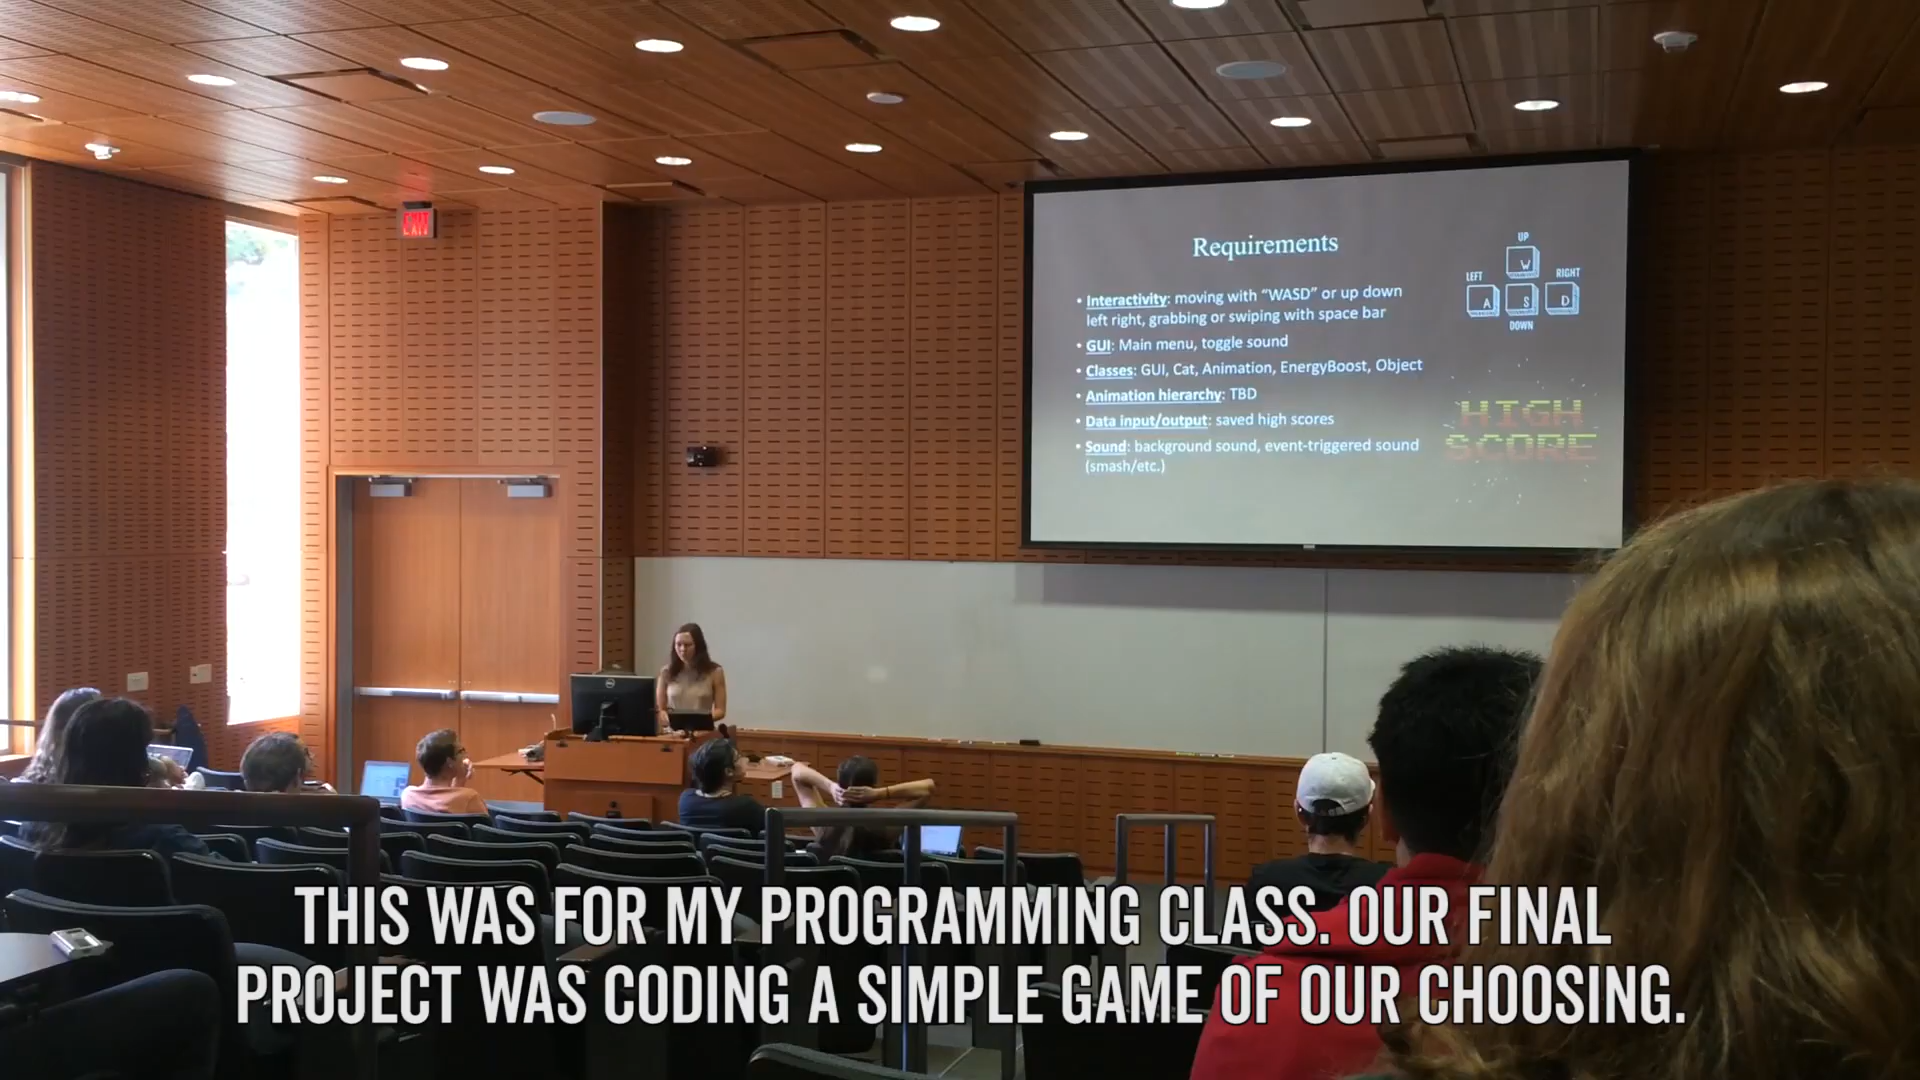 EXIT
Requirements
• Interactivity: moving with “WASD” or up down
left right, grabbing or swiping with space bar
• GUI: Main menu, toggle sound
• Classes: GUI, Cat, Animation, EnergyBoost, Object
• Animation hierarchy: TBD
• Data input/output: saved high scores
• Sound: background sound, event-triggered sound
(smash/etc.)
UP
W
LEFT
RIGHT
A
S
D
DOWN
HIGH
SCORE
DELL
THIS WAS FOR MY PROGRAMMING CLASS. OUR FINAL
PROJECT WAS CODING A SIMPLE GAME OF OUR CHOOSING.